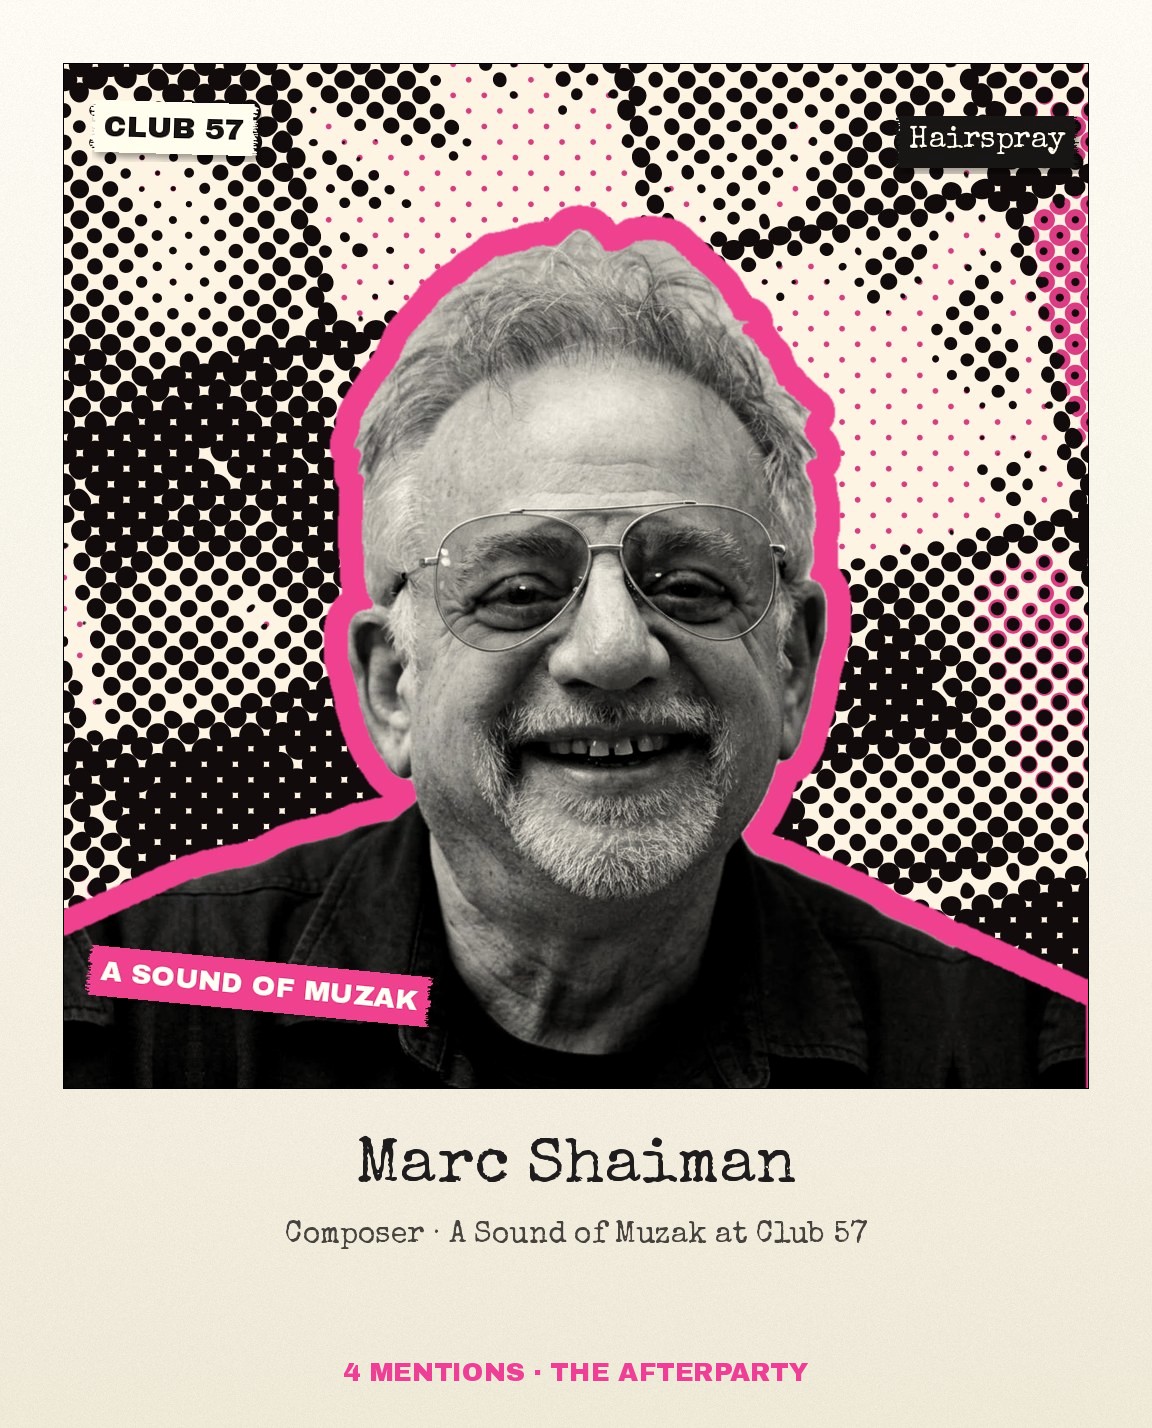 CLUB 57
Hairspray
A SOUND OF MUZAK
Marc Shaiman
Composer · A Sound of Muzak at Club 57
4 MENTIONS · THE AFTERPARTY